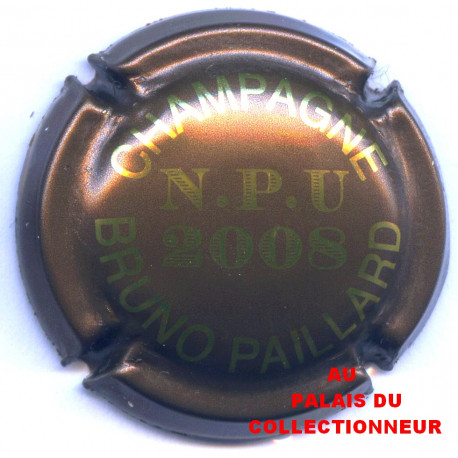 CHAMPAGNE
N.P.U
2008
BRUNO PAILLARD
AU
PALAIS DU
COLLECTIONNEUR